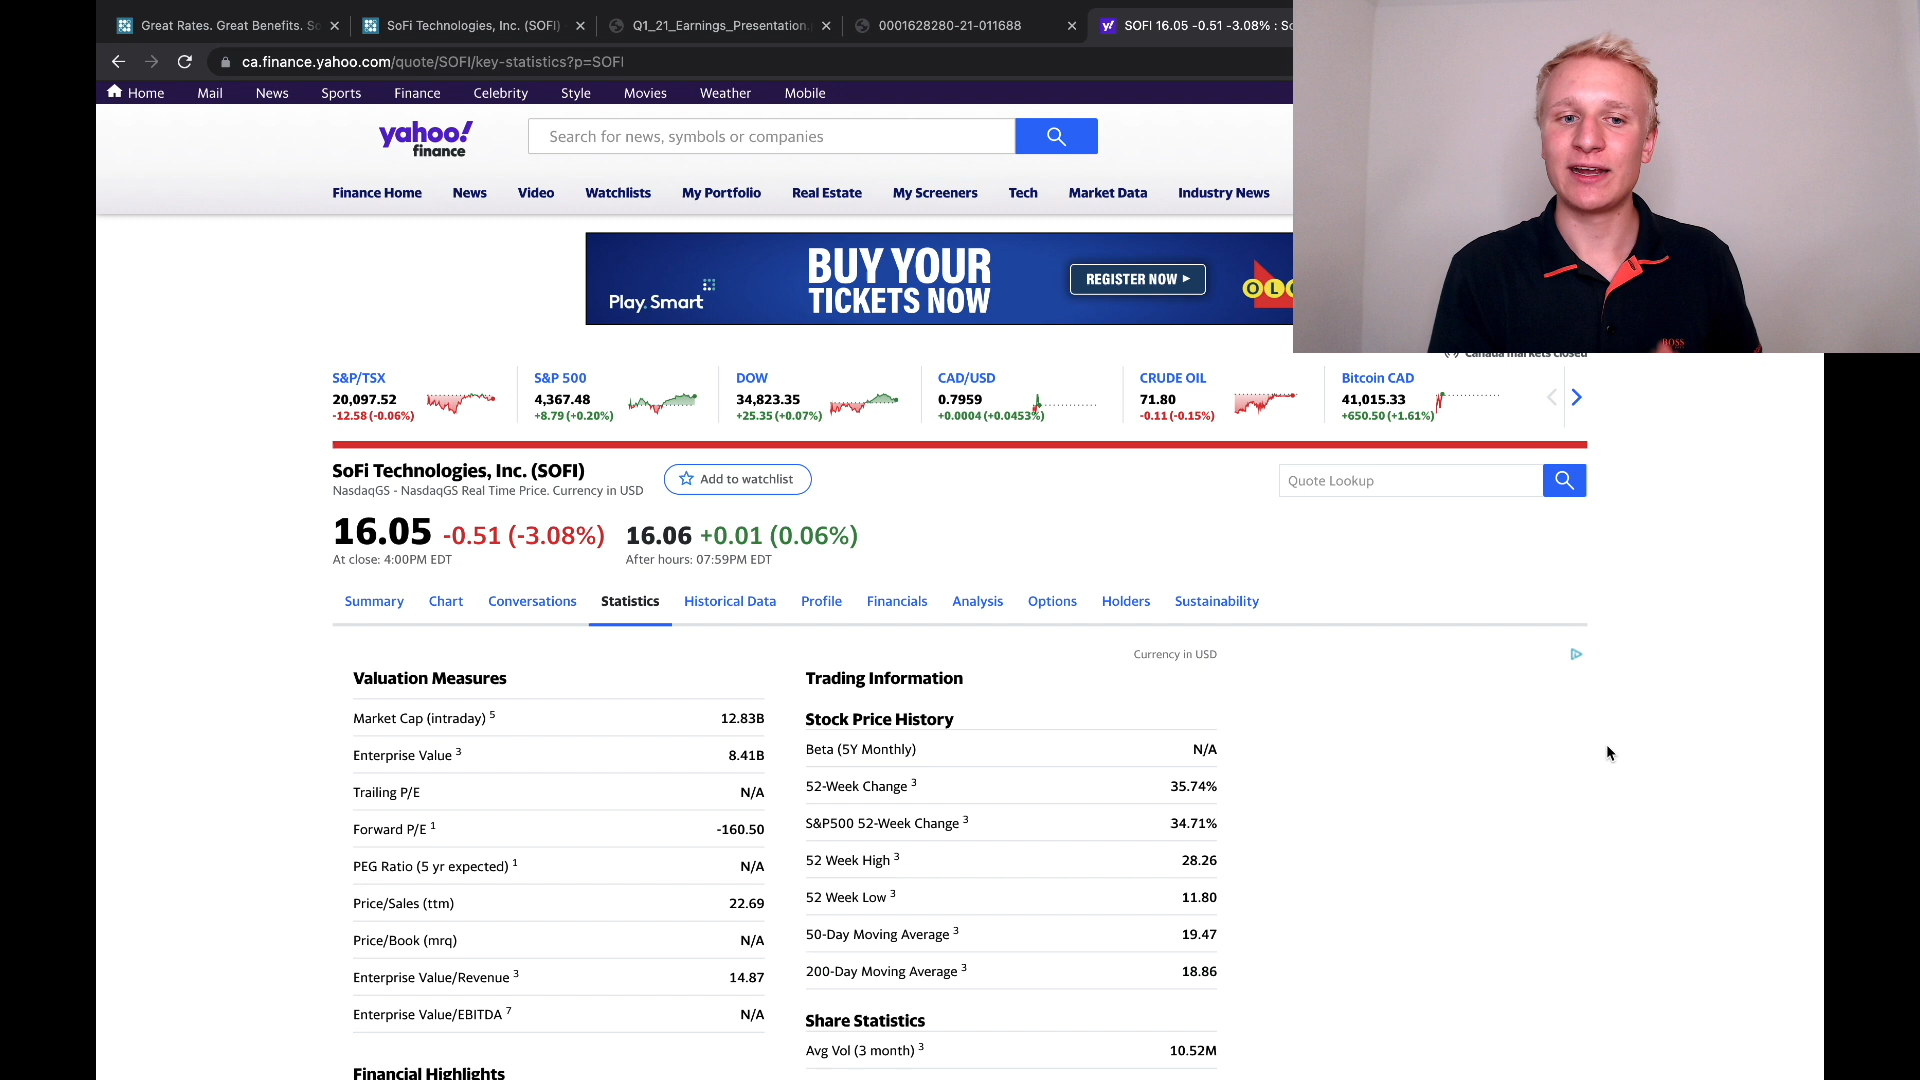 Great Rates. Great Benefits. So
SoFi Technologies, Inc. (SOFI)
Q1_21_Earnings_Presentation.
0001628280-21-011688
SOFI 16.05 -0.51 -3.08% : So
ca.finance.yahoo.com/quote/SOFI/key-statistics?p=SOFI
Home Mail News Sports Finance Celebrity Style Movies Weather Mobile
yahoo!
finance
Search for news, symbols or companies
Finance Home News Video Watchlists My Portfolio Real Estate My Screeners Tech Market Data Industry News
Play. Smart
BUY YOUR
TICKETS NOW
REGISTER NOW
OLG
BOSS
Canada markets closed
S&P/TSX
20,097.52
-12.58 (-0.06%)
S&P 500
4,367.48
+8.79 (+0.20%)
DOW
34,823.35
+25.35 (+0.07%)
CAD/USD
0.7959
+0.0004 (+0.0453%)
CRUDE OIL
71.80
-0.11 (-0.15%)
Bitcoin CAD
41,015.33
+650.50 (+1.61%)
SoFi Technologies, Inc. (SOFI)
NasdaqGS - NasdaqGS Real Time Price. Currency in USD
Add to watchlist
Quote Lookup
16.05 -0.51 (-3.08%)
At close: 4:00PM EDT
16.06 +0.01 (0.06%)
After hours: 07:59PM EDT
Summary Chart Conversations Statistics Historical Data Profile Financials Analysis Options Holders Sustainability
Currency in USD
Valuation Measures
Market Cap (intraday) 5 12.83B
Enterprise Value 3 8.41B
Trailing P/E N/A
Forward P/E 1 -160.50
PEG Ratio (5 yr expected) 1 N/A
Price/Sales (ttm) 22.69
Price/Book (mrq) N/A
Enterprise Value/Revenue 3 14.87
Enterprise Value/EBITDA 7 N/A
Financial Highlights
Trading Information
Stock Price History
Beta (5Y Monthly) N/A
52-Week Change 3 35.74%
S&P500 52-Week Change 3 34.71%
52 Week High 3 28.26
52 Week Low 3 11.80
50-Day Moving Average 3 19.47
200-Day Moving Average 3 18.86
Share Statistics
Avg Vol (3 month) 3 10.52M